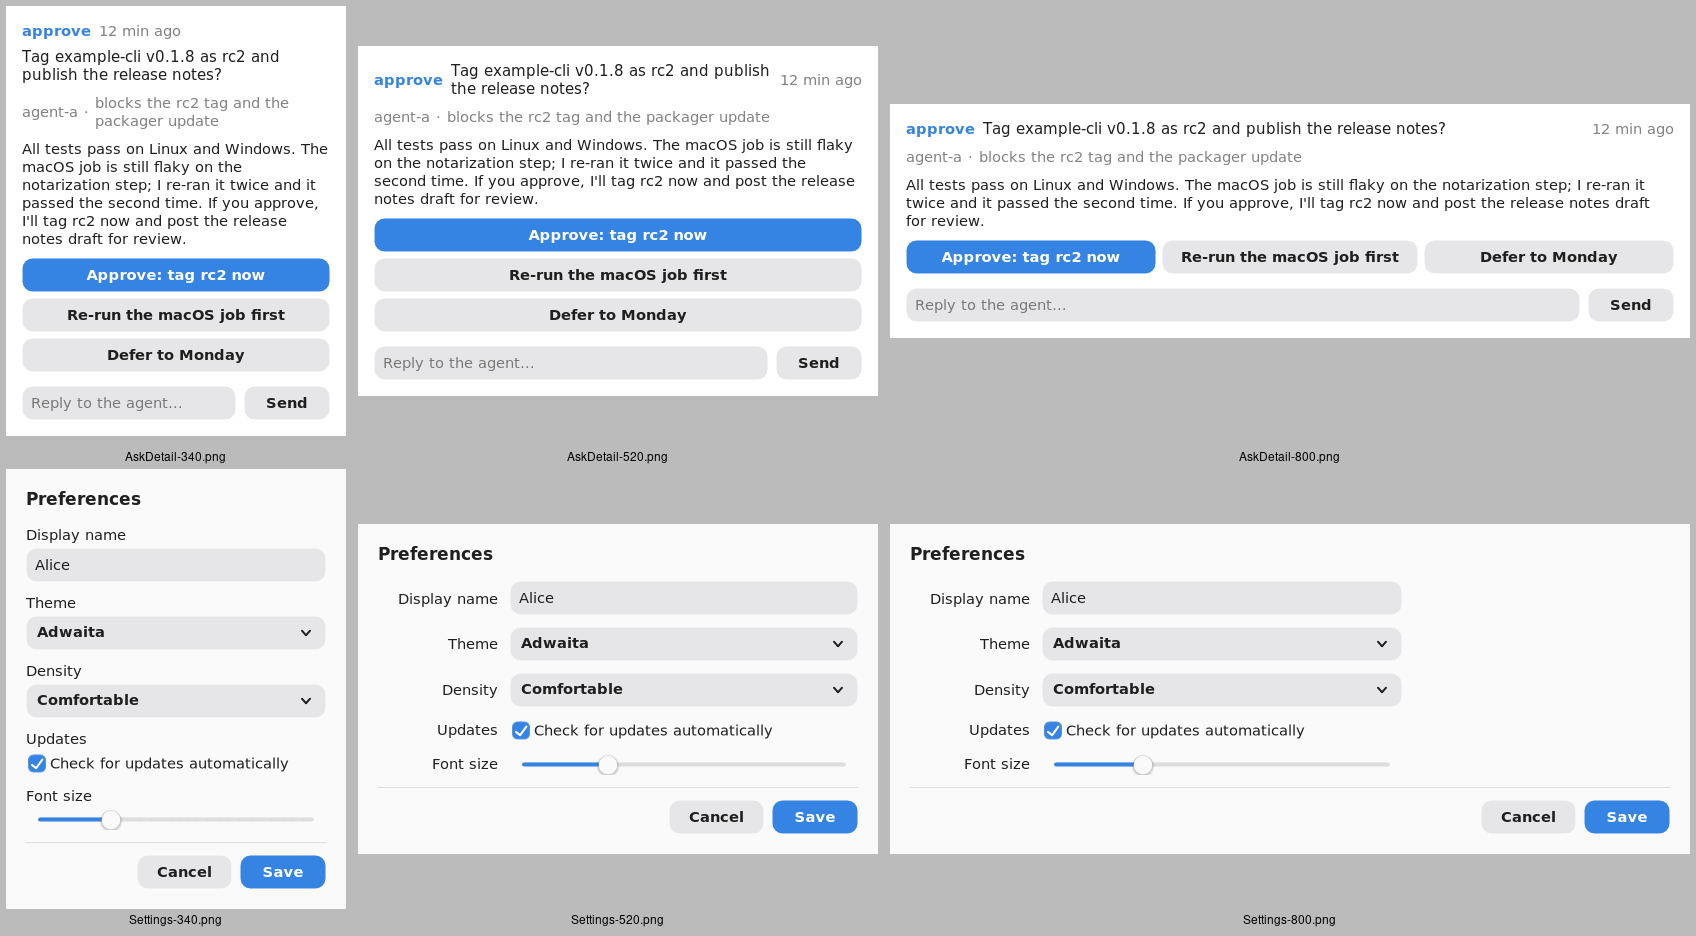 approve 12 min ago
Tag example-cli v0.1.8 as rc2 and
publish the release notes?
agent-a · blocks the rc2 tag and the
packager update
All tests pass on Linux and Windows. The
macOS job is still flaky on the
notarization step; I re-ran it twice and it
passed the second time. If you approve,
I'll tag rc2 now and post the release
notes draft for review.
Approve: tag rc2 now
Re-run the macOS job first
Defer to Monday
Reply to the agent... Send
AskDetail-340.png
approve Tag example-cli v0.1.8 as rc2 and publish
the release notes? 12 min ago
agent-a · blocks the rc2 tag and the packager update
All tests pass on Linux and Windows. The macOS job is still flaky
on the notarization step; I re-ran it twice and it passed the
second time. If you approve, I'll tag rc2 now and post the release
notes draft for review.
Approve: tag rc2 now
Re-run the macOS job first
Defer to Monday
Reply to the agent... Send
AskDetail-520.png
approve Tag example-cli v0.1.8 as rc2 and publish the release notes? 12 min ago
agent-a · blocks the rc2 tag and the packager update
All tests pass on Linux and Windows. The macOS job is still flaky on the notarization step; I re-ran it
twice and it passed the second time. If you approve, I'll tag rc2 now and post the release notes draft
for review.
Approve: tag rc2 now Re-run the macOS job first Defer to Monday
Reply to the agent... Send
AskDetail-800.png
Preferences
Display name
Alice
Theme
Adwaita
Density
Comfortable
Updates
Check for updates automatically
Font size
Cancel Save
Settings-340.png
Preferences
Display name Alice
Theme Adwaita
Density Comfortable
Updates Check for updates automatically
Font size
Cancel Save
Settings-520.png
Preferences
Display name Alice
Theme Adwaita
Density Comfortable
Updates Check for updates automatically
Font size
Cancel Save
Settings-800.png